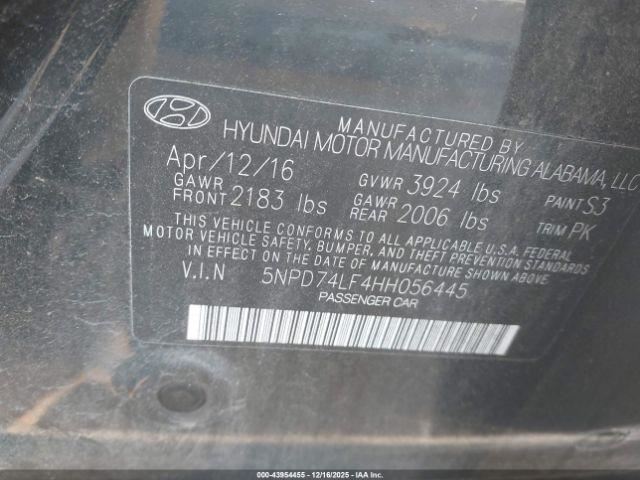 MANUFACTURED BY
HYUNDAI MOTOR MANUFACTURING ALABAMA, LLC
Apr/12/16 GVWR 3924 lbs PAINT S3
GAWR FRONT 2183 lbs GAWR REAR 2006 lbs TRIM PK
THIS VEHICLE CONFORMS TO ALL APPLICABLE U.S.A. FEDERAL
MOTOR VEHICLE SAFETY, BUMPER, AND THEFT PREVENTION STANDARDS
IN EFFECT ON THE DATE OF MANUFACTURE SHOWN ABOVE
V.I.N 5NPD74LF4HH056445
PASSENGER CAR
000-43954455 - 12/16/2025 - IAAI.COM